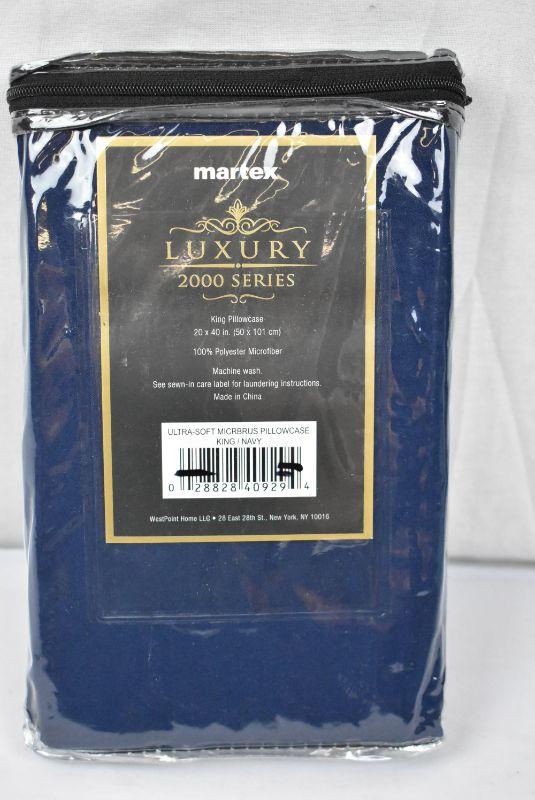 martex
LUXURY
2000 SERIES
King Pillowcase
20 x 40 in. (50 x 101 cm)
100% Polyester Microfiber
Machine wash.
See sewn-in care label for laundering instructions.
Made in China
ULTRA-SOFT MICRBRUS PILLOWCASE
KING / NAVY
0 28828 40929 4
WestPoint Home LLC • 28 East 28th St., New York, NY 10016